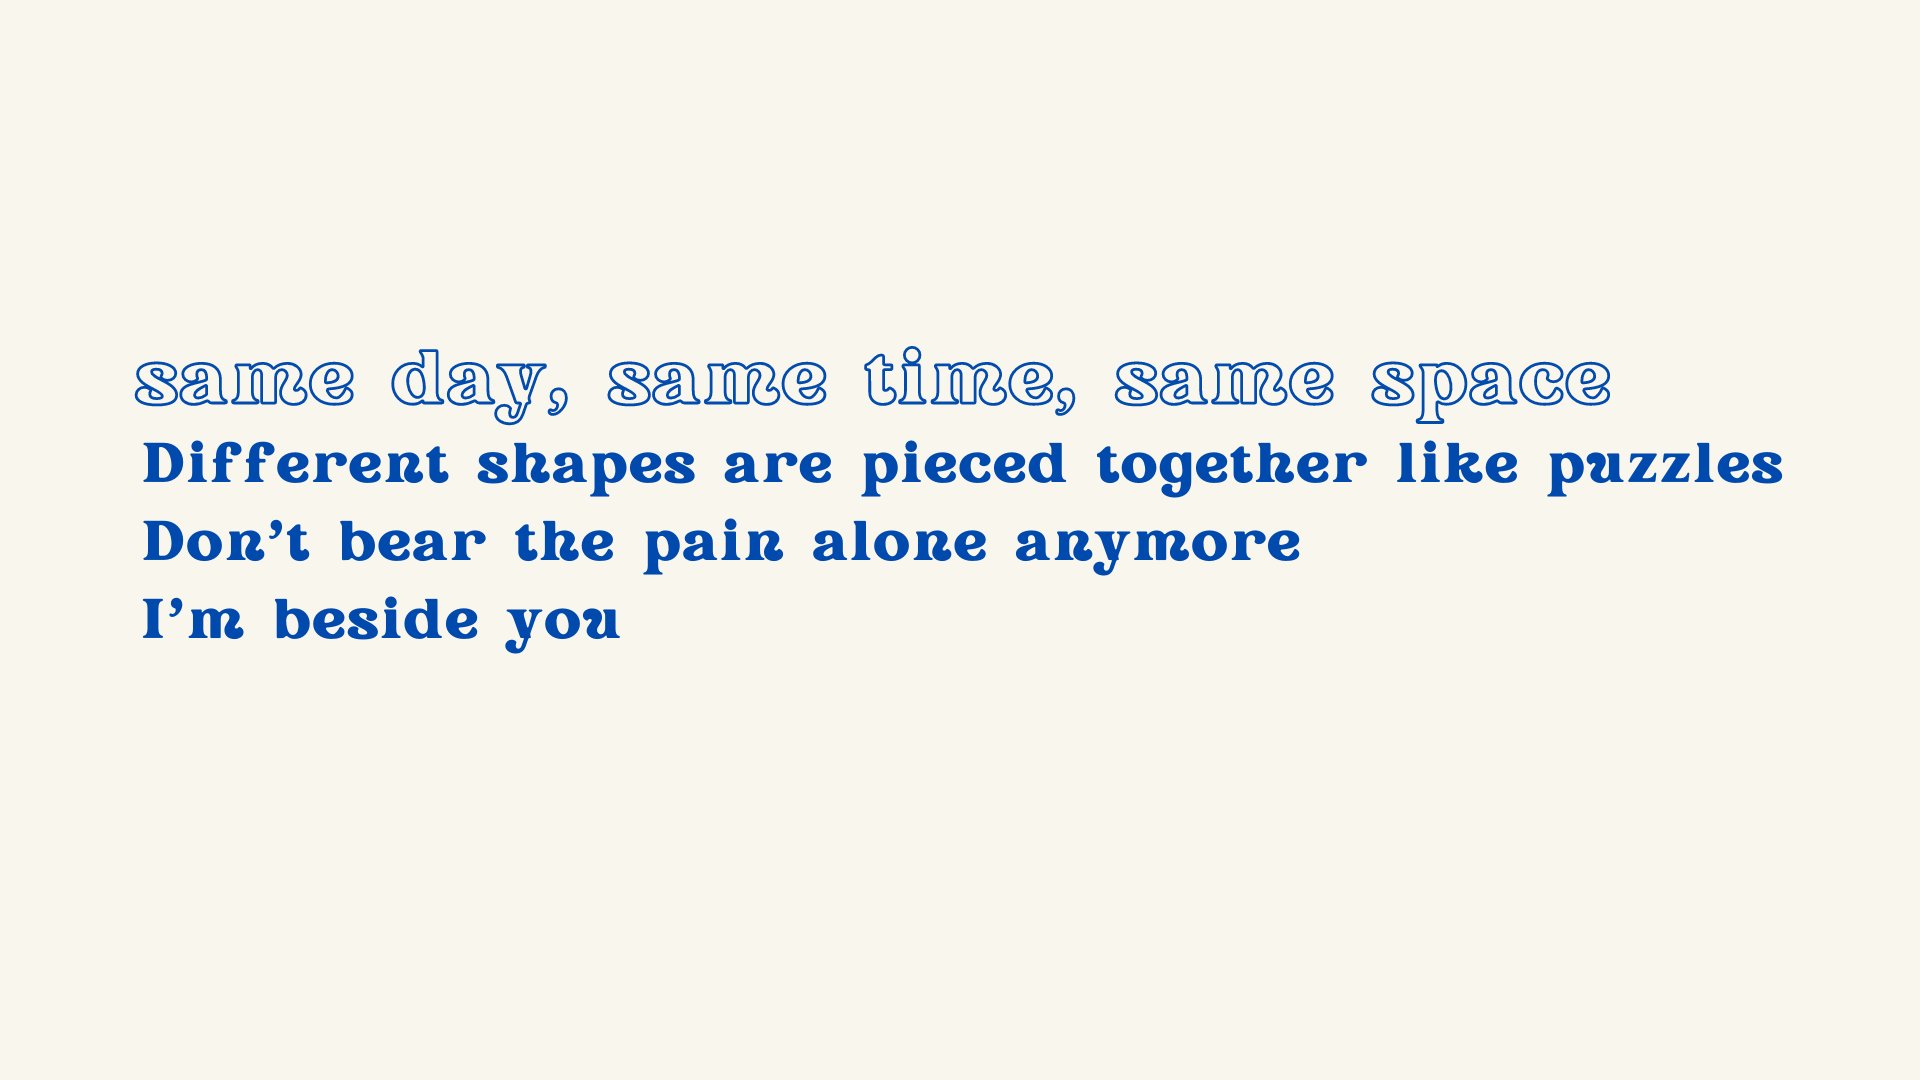 same day, same time, same space
Different shapes are pieced together like puzzles
Don’t bear the pain alone anymore
I’m beside you